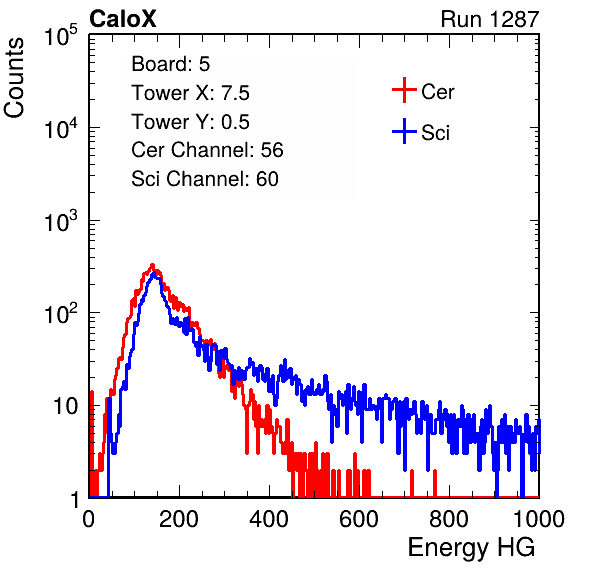 CaloX Run 1287
Counts
10^5
10^4
10^3
10^2
10
1
Board: 5
Tower X: 7.5
Tower Y: 0.5
Cer Channel: 56
Sci Channel: 60
Cer
Sci
0 200 400 600 800 1000
Energy HG